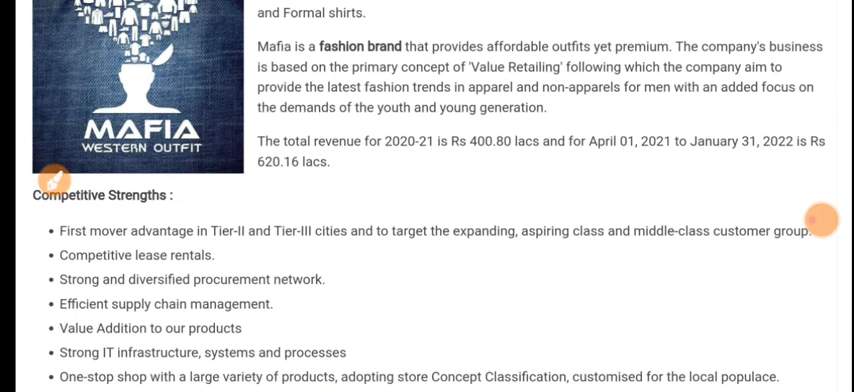 and Formal shirts.
Mafia is a fashion brand that provides affordable outfits yet premium. The company's business
is based on the primary concept of 'Value Retailing' following which the company aim to
provide the latest fashion trends in apparel and non-apparels for men with an added focus on
the demands of the youth and young generation.
MAFIA
WESTERN OUTFIT
The total revenue for 2020-21 is Rs 400.80 lacs and for April 01, 2021 to January 31, 2022 is Rs
620.16 lacs.
Competitive Strengths :
• First mover advantage in Tier-II and Tier-III cities and to target the expanding, aspiring class and middle-class customer group.
• Competitive lease rentals.
• Strong and diversified procurement network.
• Efficient supply chain management.
• Value Addition to our products
• Strong IT infrastructure, systems and processes
• One-stop shop with a large variety of products, adopting store Concept Classification, customised for the local populace.